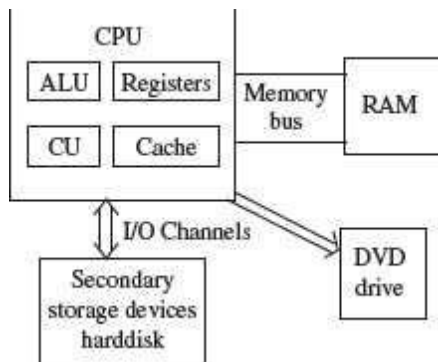 CPU
ALU
Registers
CU
Cache
Memory
bus
RAM
I/O Channels
Secondary
storage devices
harddisk
DVD
drive